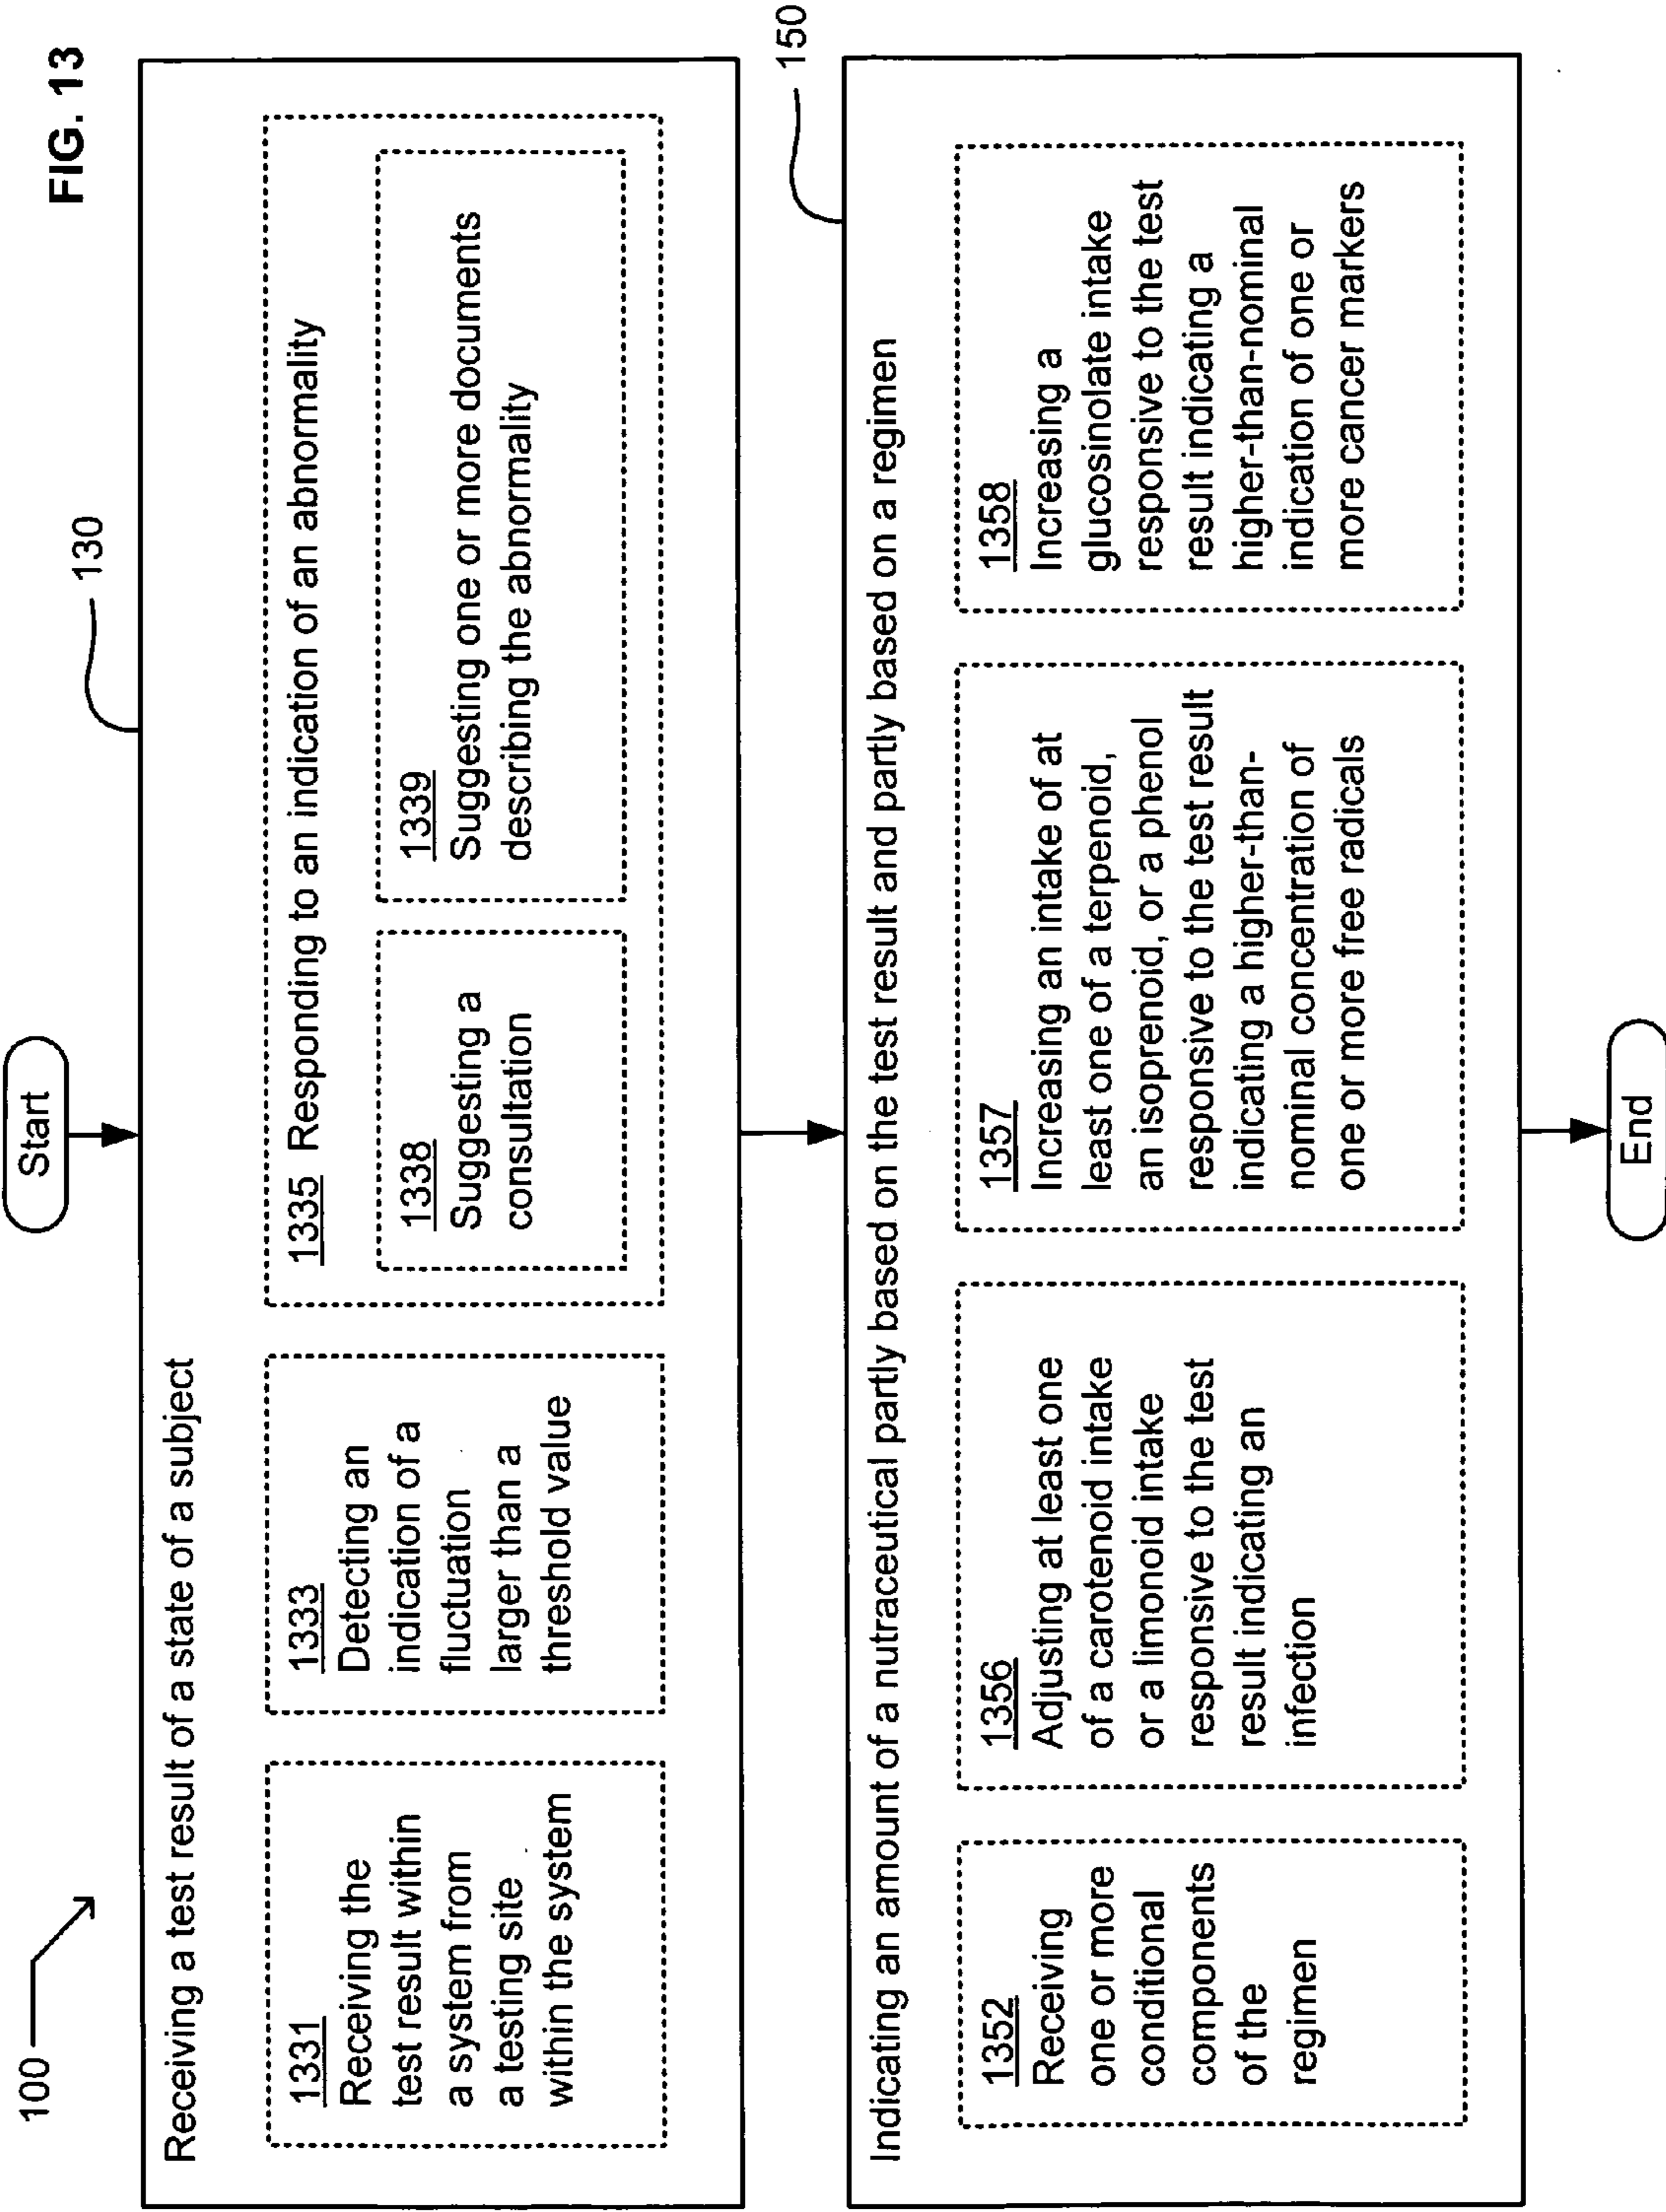 FIG. 13
100
Start
130
Receiving a test result of a state of a subject
1331
Receiving the
test result within
a system from
a testing site
within the system
1333
Detecting an
indication of a
fluctuation
larger than a
threshold value
1335 Responding to an indication of an abnormality
1338
Suggesting a
consultation
1339
Suggesting one or more documents
describing the abnormality
150
Indicating an amount of a nutraceutical partly based on the test result and partly based on a regimen
1352
Receiving
one or more
conditional
components
of the
regimen
1356
Adjusting at least one
of a carotenoid intake
or a limonoid intake
responsive to the test
result indicating an
infection
1357
Increasing an intake of at
least one of a terpenoid,
an isoprenoid, or a phenol
responsive to the test result
indicating a higher-than-
nominal concentration of
one or more free radicals
1358
Increasing a
glucosinolate intake
responsive to the test
result indicating a
higher-than-nominal
indication of one or
more cancer markers
End